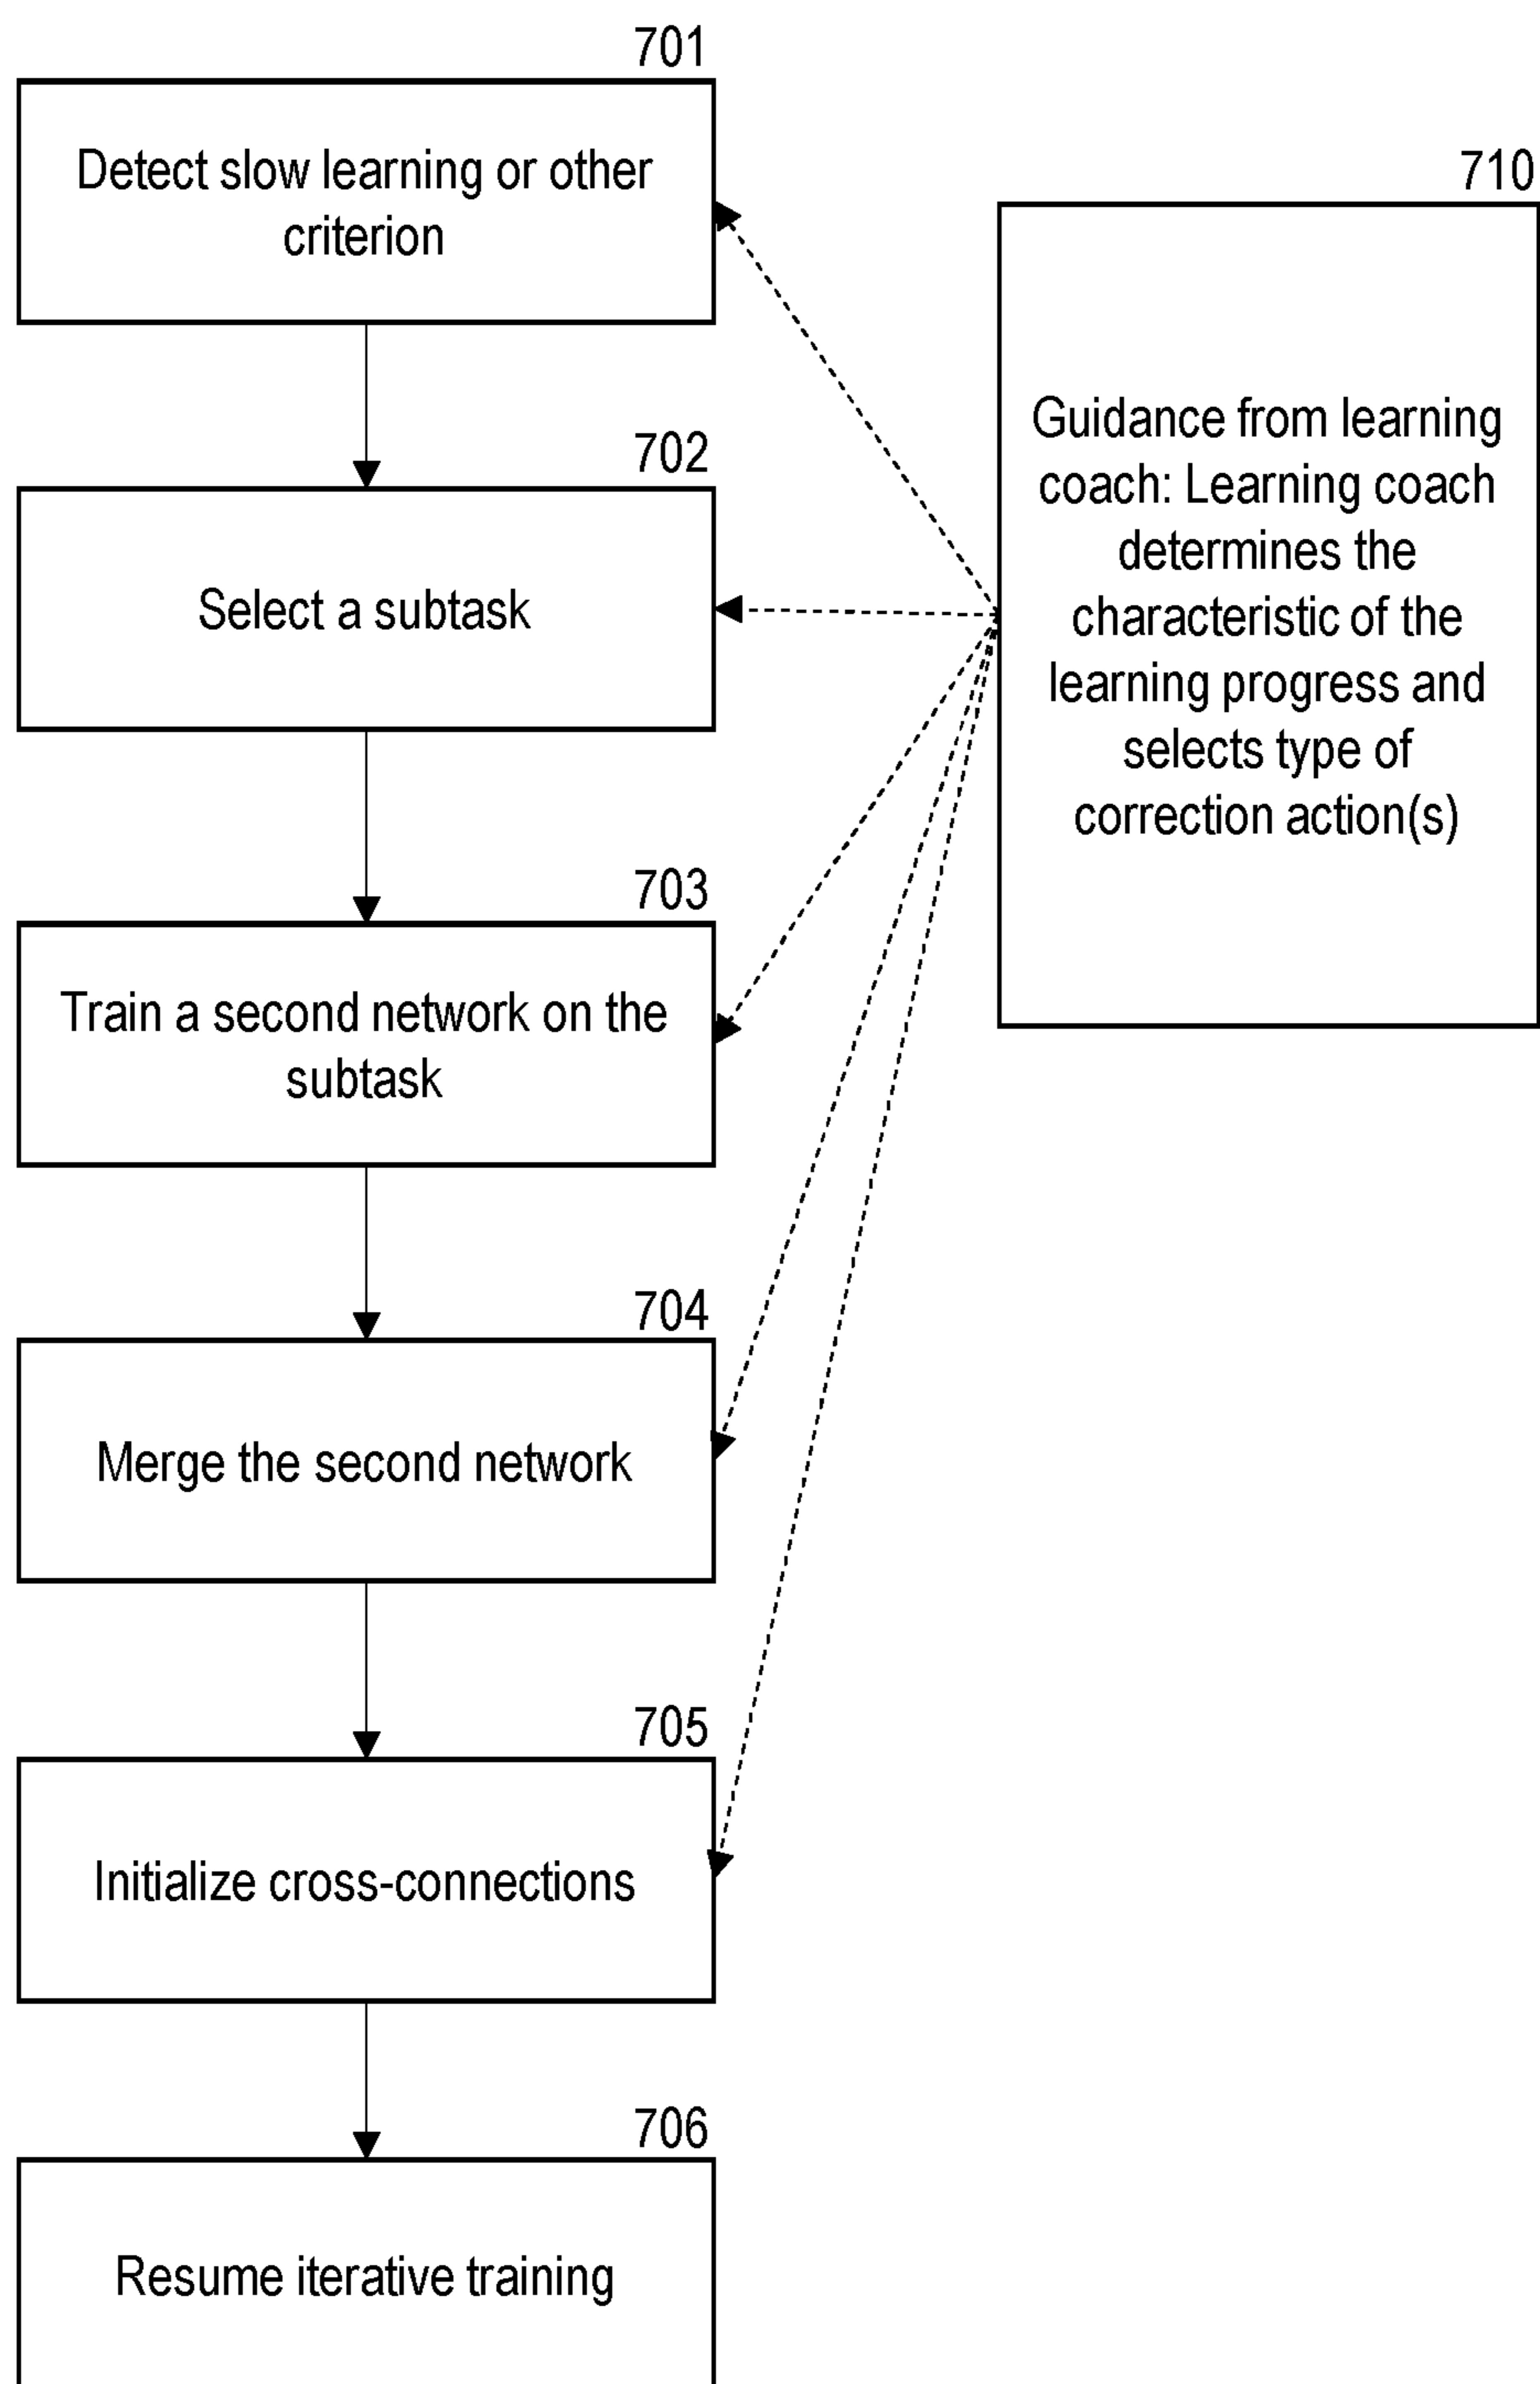 701
Detect slow learning or other
criterion
702
Select a subtask
703
Train a second network on the
subtask
704
Merge the second network
705
Initialize cross-connections
706
Resume iterative training
710
Guidance from learning
coach: Learning coach
determines the
characteristic of the
learning progress and
selects type of
correction action(s)